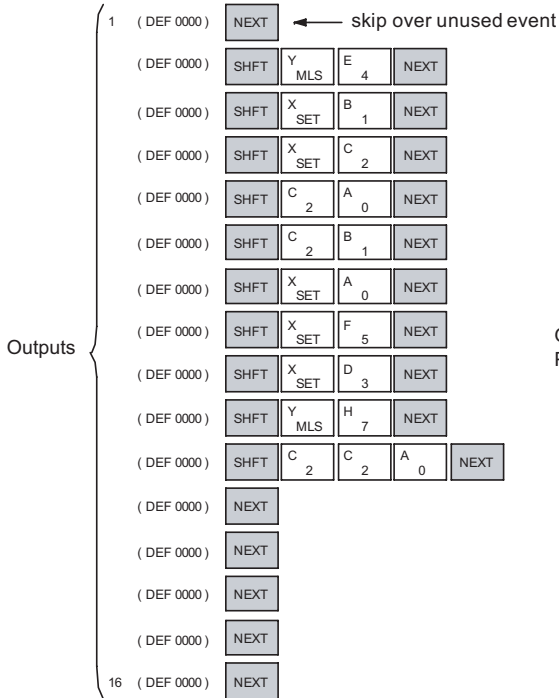 1 ( DEF 0000 ) NEXT skip over unused event
( DEF 0000 ) SHFT Y MLS E 4 NEXT
( DEF 0000 ) SHFT X SET B 1 NEXT
( DEF 0000 ) SHFT X SET C 2 NEXT
( DEF 0000 ) SHFT C 2 A 0 NEXT
( DEF 0000 ) SHFT C 2 B 1 NEXT
( DEF 0000 ) SHFT X SET A 0 NEXT
( DEF 0000 ) SHFT X SET F 5 NEXT
Outputs
( DEF 0000 ) SHFT X SET D 3 NEXT
( DEF 0000 ) SHFT Y MLS H 7 NEXT
( DEF 0000 ) SHFT C 2 C 2 A 0 NEXT
( DEF 0000 ) NEXT
( DEF 0000 ) NEXT
( DEF 0000 ) NEXT
( DEF 0000 ) NEXT
16 ( DEF 0000 ) NEXT